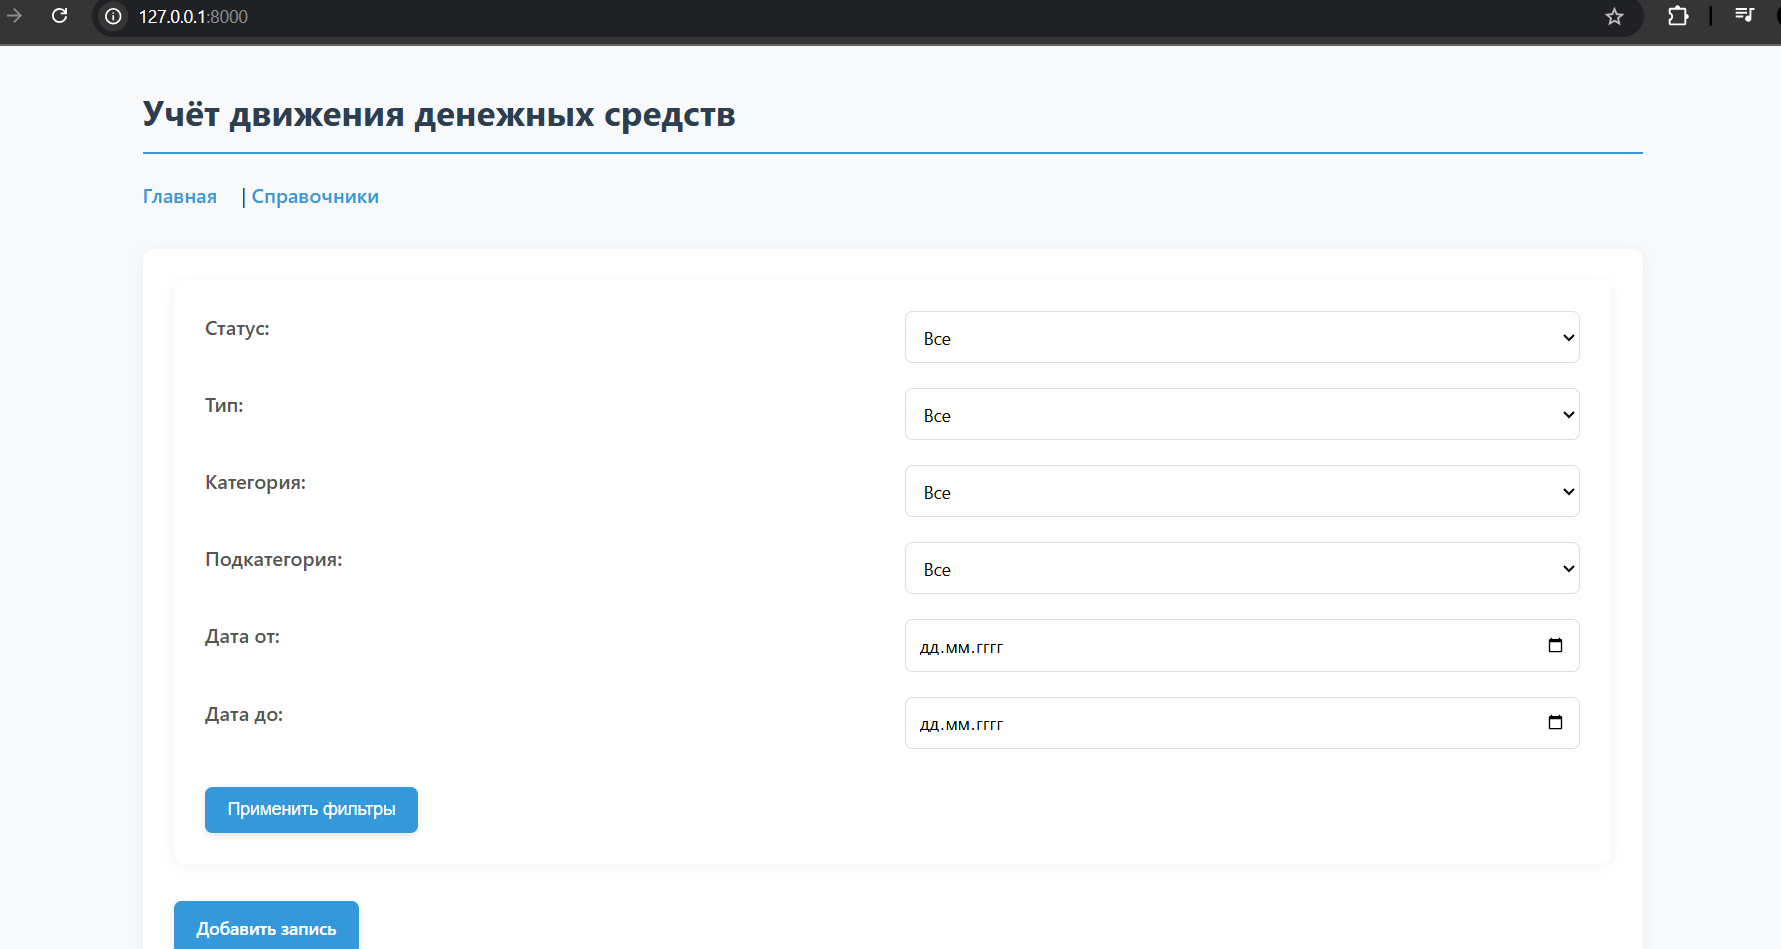 127.0.0.1:8000
Учёт движения денежных средств
Главная | Справочники
Статус: Все
Тип: Все
Категория: Все
Подкатегория: Все
Дата от: дд.мм.гггг
Дата до: дд.мм.гггг
Применить фильтры
Добавить запись